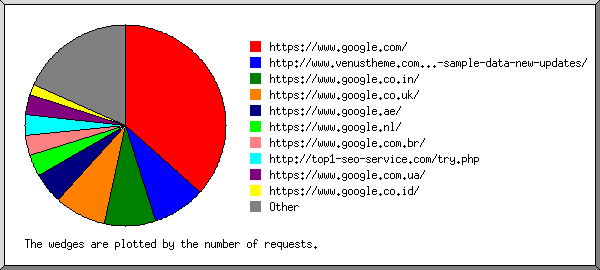 https://www.google.com/
http://www.venustheme.com...-sample-data-new-updates/
https://www.google.co.in/
https://www.google.co.uk/
https://www.google.ae/
https://www.google.nl/
https://www.google.com.br/
http://top1-seo-service.com/try.php
https://www.google.com.ua/
https://www.google.co.id/
Other
The wedges are plotted by the number of requests.